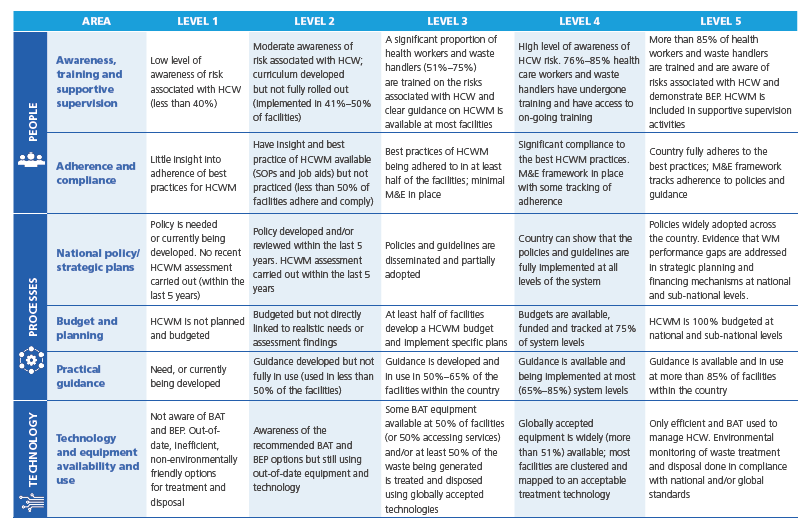 AREA LEVEL 1 LEVEL 2 LEVEL 3 LEVEL 4 LEVEL 5
PEOPLE
Awareness,
training and
supportive
supervision
Low level of
awareness of risk
associated with HCW
(less than 40%)
Moderate awareness of
risk associated with HCW;
curriculum developed
but not fully rolled out
(implemented in 41%–50%
of facilities)
A significant proportion of
health workers and waste
handlers (51%–75%)
are trained on the risks
associated with HCW and
clear guidance on HCWM is
available at most facilities
High level of awareness of
HCW risk. 76%–85% health
care workers and waste
handlers have undergone
training and have access to
on-going training
More than 85% of health
workers and waste handlers
are trained and are aware of
risks associated with HCW and
demonstrate BEP. HCWM is
included in supportive supervision
activities
Adherence and
compliance
Little insight into
adherence of best
practices for HCWM
Have insight and best
practice of HCWM available
(SOPs and job aids) but not
practiced (less than 50% of
facilities adhere and comply)
Best practices of HCWM
being adhered to in at least
half of the facilities; minimal
M&E in place
Significant compliance to
the best HCWM practices.
M&E framework in place
with some tracking of
adherence
Country fully adheres to the
best practices; M&E framework
tracks adherence to policies and
guidance
PROCESSES
National policy/
strategic plans
Policy is needed
or currently being
developed. No recent
HCWM assessment
carried out (within the
last 5 years)
Policy developed and/or
reviewed within the last 5
years. HCWM assessment
carried out within the last 5
years
Policies and guidelines are
disseminated and partially
adopted
Country can show that the
policies and guidelines are
fully implemented at all
levels of the system
Policies widely adopted across
the country. Evidence that WM
performance gaps are addressed
in strategic planning and
financing mechanisms at national
and sub-national levels.
Budget and
planning
HCWM is not planned
and budgeted
Budgeted but not directly
linked to realistic needs or
assessment findings
At least half of facilities
develop a HCWM budget
and implement specific plans
Budgets are available,
funded and tracked at 75%
of system levels
HCWM is 100% budgeted at
national and sub-national levels
Practical
guidance
Need, or currently
being developed
Guidance developed but not
fully in use (used in less than
50% of the facilities)
Guidance is developed and
in use in 50%–65% of the
facilities within the country
Guidance is available and
being implemented at most
(65%–85%) system levels
Guidance is available and in use
at more than 85% of facilities
within the country
TECHNOLOGY
Technology
and equipment
availability and
use
Not aware of BAT
and BEP. Out-of-
date, inefficient,
non-environmentally
friendly options
for treatment and
disposal
Awareness of the
recommended BAT and
BEP options but still using
out-of-date equipment and
technology
Some BAT equipment
available at 50% of facilities
(or 50% accessing services)
and/or at least 50% of the
waste being generated
is treated and disposed
using globally accepted
technologies
Globally accepted
equipment is widely (more
than 51%) available; most
facilities are clustered and
mapped to an acceptable
treatment technology
Only efficient and BAT used to
manage HCW. Environmental
monitoring of waste treatment
and disposal done in compliance
with national and/or global
standards